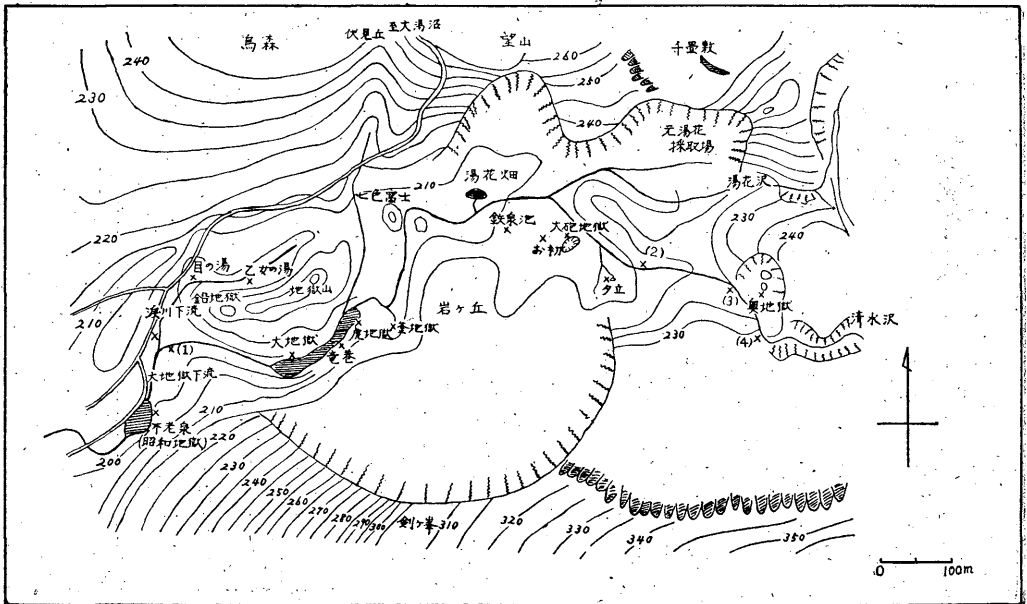 烏森
伏見丘
至大湯沼
望山
千畳敷
240
230
260
250
240
元湯花
採取場
湯花沢
210
湯花畑
七色冨士
鉄泉池
大砲地獄
お初
夕立
(2)
230
240
220
目の湯
乙女の湯
鉛地獄
地獄山
210
岩ヶ丘
(3)
奥地獄
(4)
清水沢
230
(1)
大地獄
虎地獄
釜地獄
竜巻
大地獄下流
不老泉
(昭和地獄)
200
210
220
230
240
250
260
270
280
290
300
剣ヶ峯
310
320
330
340
350
0
100m